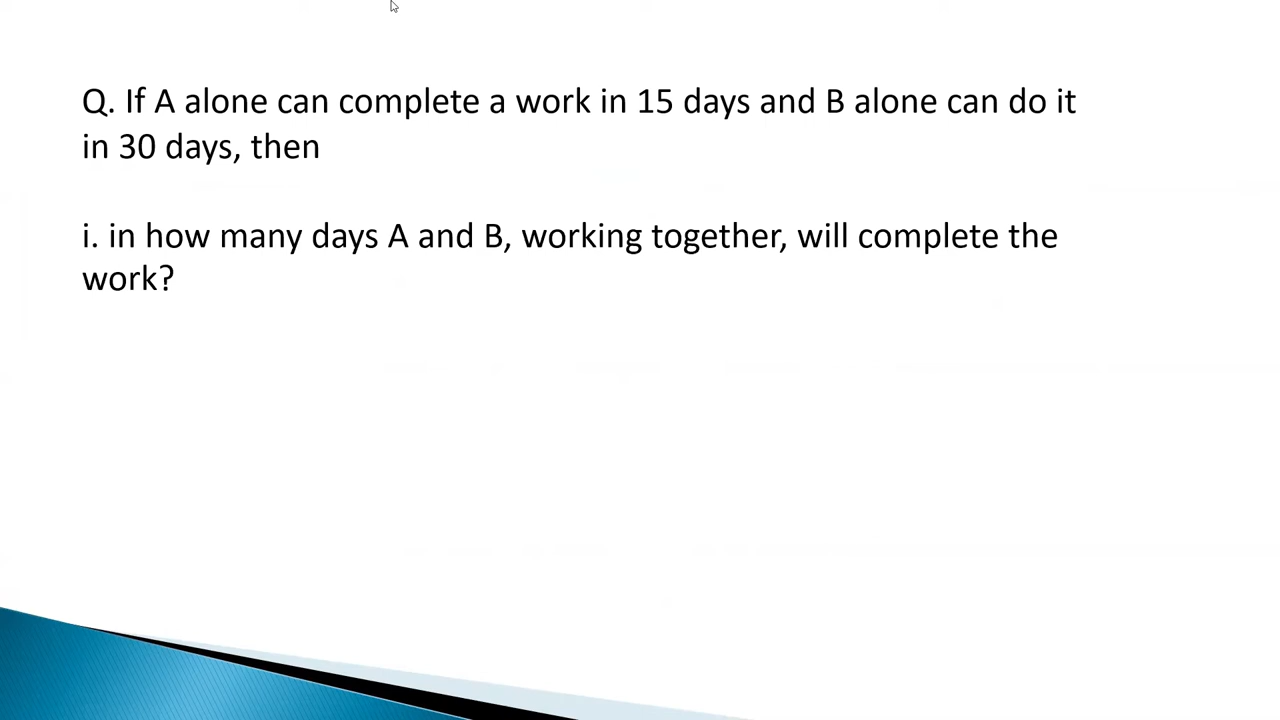 Q. If A alone can complete a work in 15 days and B alone can do it
in 30 days, then
i. in how many days A and B, working together, will complete the
work?